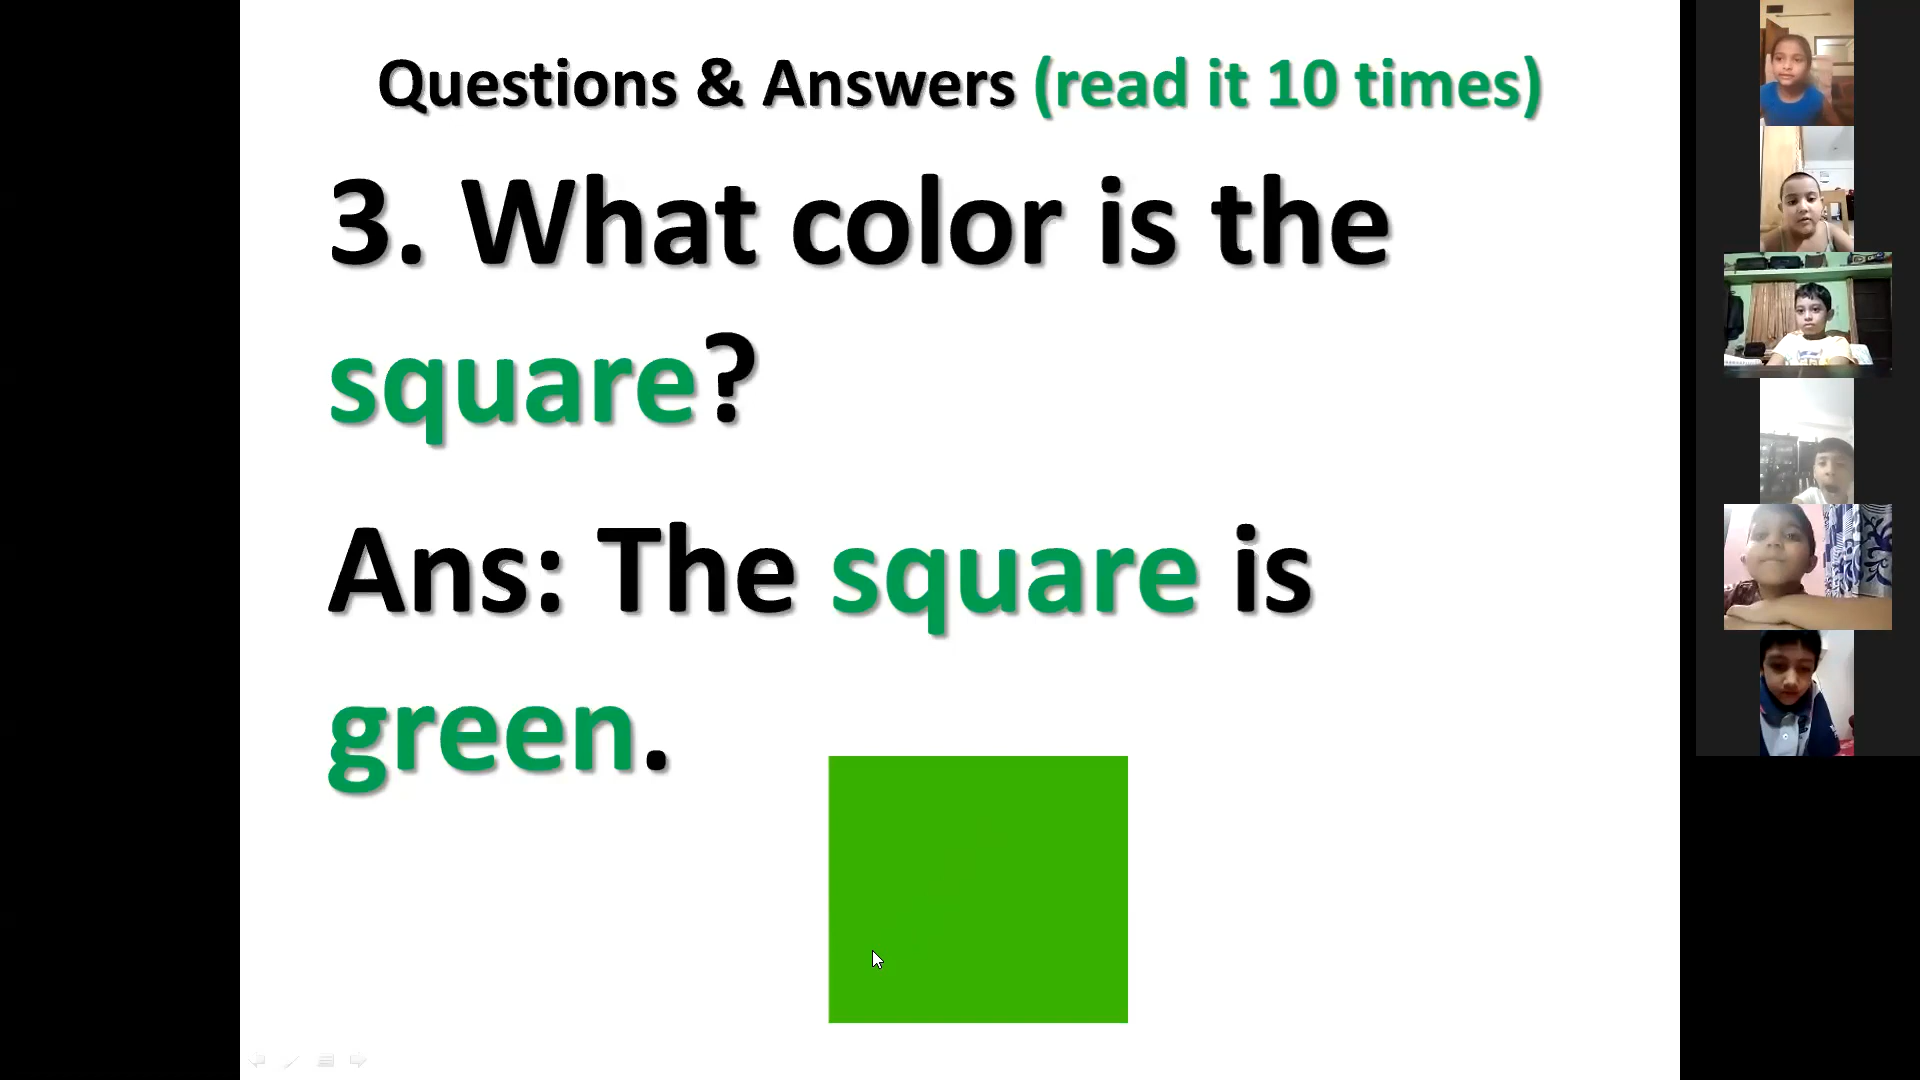 Questions & Answers (read it 10 times)
3. What color is the
square?
Ans: The square is
green.